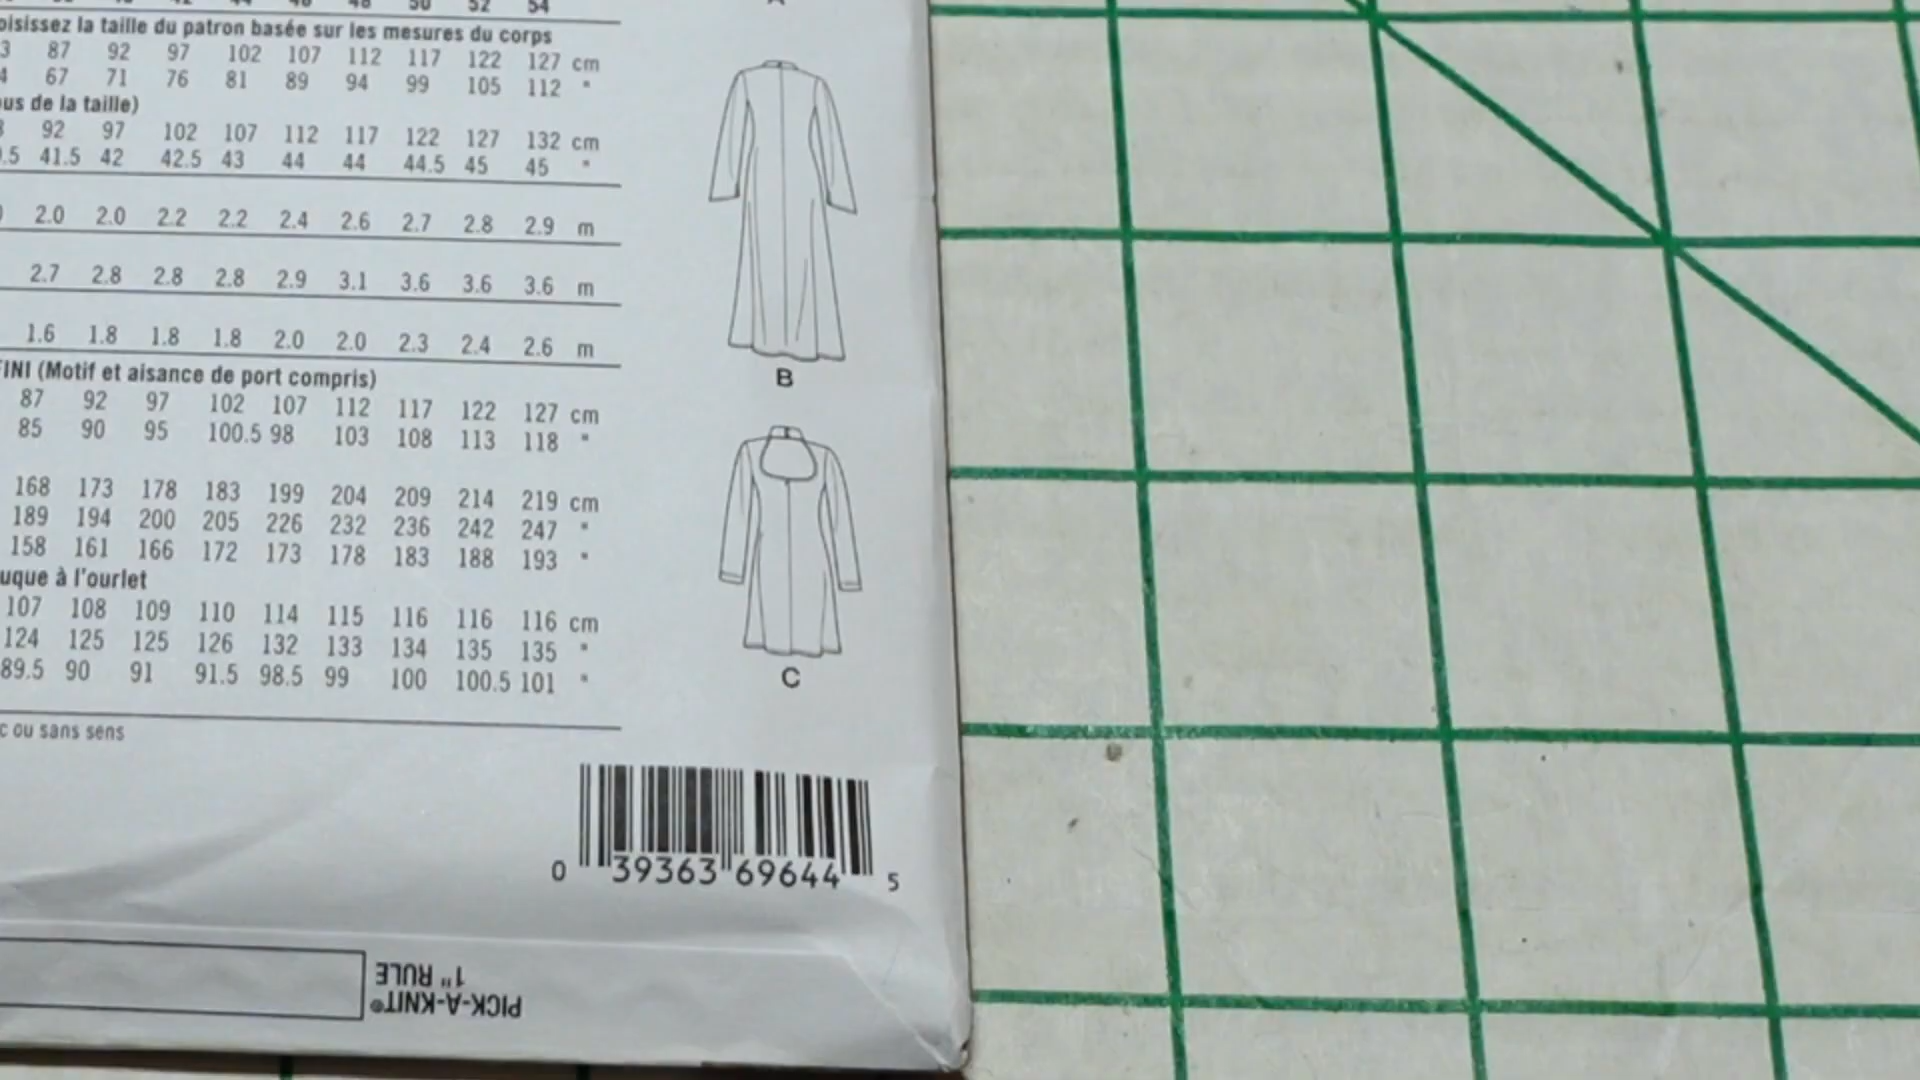 50 52 54
oisissez la taille du patron basée sur les mesures du corps
3 87 92 97 102 107 112 117 122 127 cm
4 67 71 76 81 89 94 99 105 112 "
us de la taille)
92 97 102 107 112 117 122 127 132 cm
.5 41.5 42 42.5 43 44 44 44.5 45 45 "
2.0 2.0 2.2 2.2 2.4 2.6 2.7 2.8 2.9 m
2.7 2.8 2.8 2.8 2.9 3.1 3.6 3.6 3.6 m
1.6 1.8 1.8 1.8 2.0 2.0 2.3 2.4 2.6 m
FINI (Motif et aisance de port compris)
87 92 97 102 107 112 117 122 127 cm
85 90 95 100.5 98 103 108 113 118 "
168 173 178 183 199 204 209 214 219 cm
189 194 200 205 226 232 236 242 247 "
158 161 166 172 173 178 183 188 193 "
uque à l'ourlet
107 108 109 110 114 115 116 116 116 cm
124 125 125 126 132 133 134 135 135 "
89.5 90 91 91.5 98.5 99 100 100.5 101 "
c ou sans sens
B
C
0 39363 69644 5
PICK-A-KNIT®
1" RULE